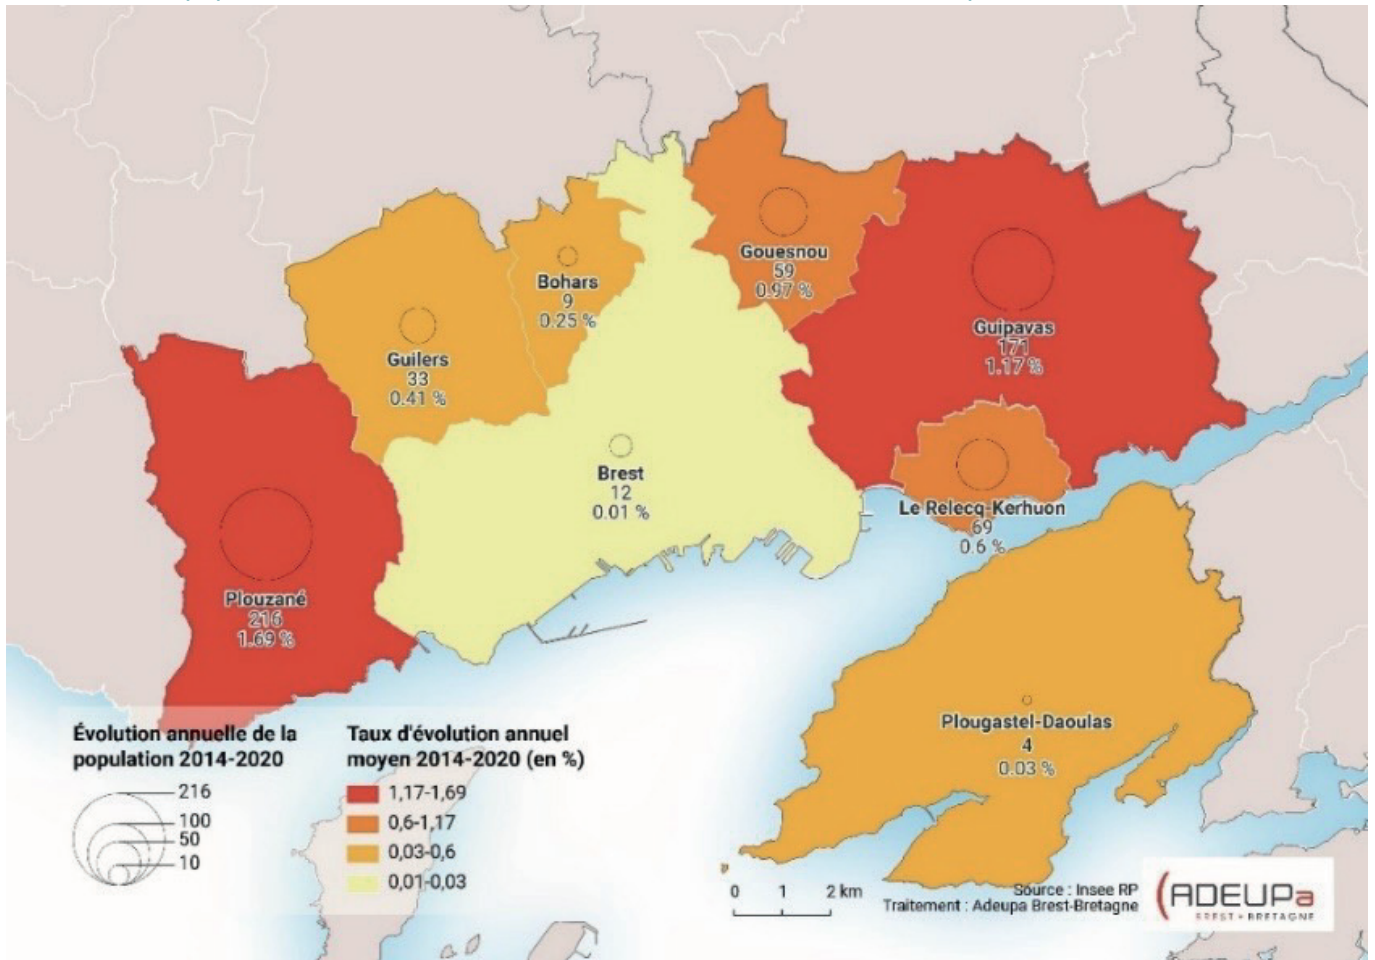 Gouesnou
59
0.97 %
Bohars
9
0.25 %
Guipavas
171
1.17 %
Guilers
33
0.41 %
Brest
12
0.01 %
Le Relecq-Kerhuon
69
0.6 %
Plouzané
216
1.69 %
Plougastel-Daoulas
4
0.03 %
Évolution annuelle de la
population 2014-2020
216
100
50
10
Taux d'évolution annuel
moyen 2014-2020 (en %)
1,17-1,69
0,6-1,17
0,03-0,6
0,01-0,03
0 1 2 km
Source : Insee RP
Traitement : Adeupa Brest-Bretagne
ADEUPa
BREST • BRETAGNE